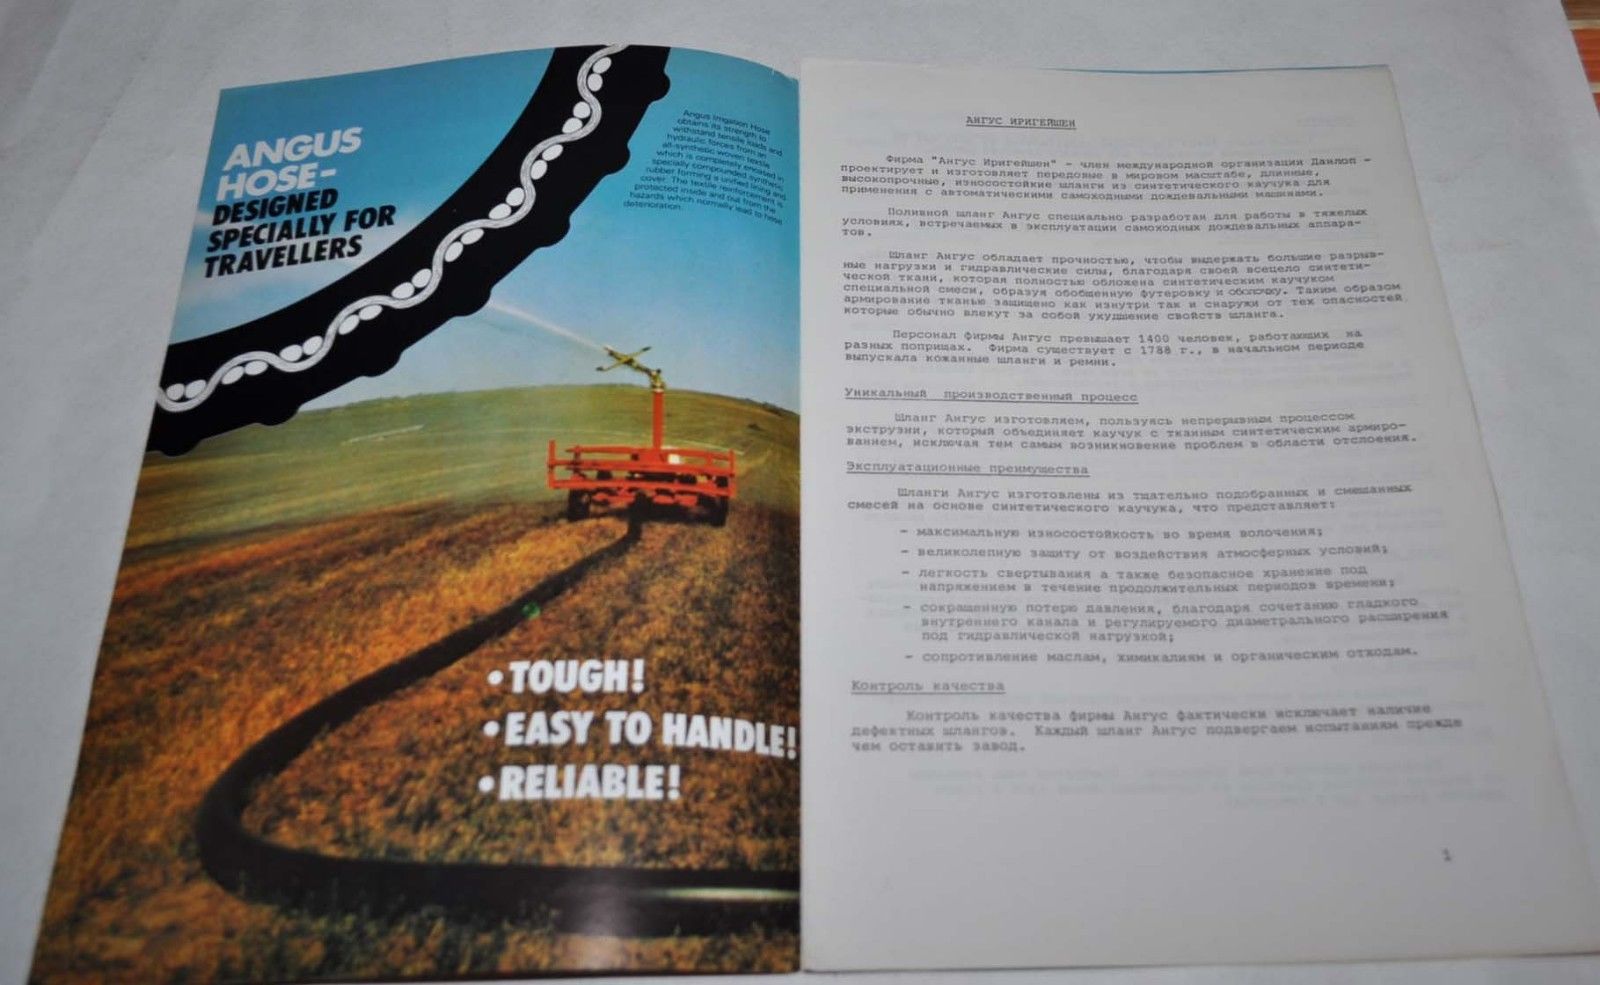 ANGUS
HOSE-
DESIGNED
SPECIALLY FOR
TRAVELLERS
Angus Irrigation Hose
obtains its strength to
withstand tensile loads and
hydraulic forces from an
all-synthetic woven textile
which is completely encased in
specially compounded synthetic
rubber forming a unified lining and
cover. The textile reinforcement is
protected inside and out from the
hazards which normally lead to hose
deterioration.
• TOUGH!
• EASY TO HANDLE!
• RELIABLE!
АНГУС ИРИГЕЙШЕН
Фирма "Ангус Иригейшен" - член международной организации Данлоп -
проектирует и изготовляет передовые в мировом масштабе, длинные,
высокопрочные, износостойкие шланги из синтетического каучука для
применения с автоматическими самоходными дождевальными машинами.
Поливной шланг Ангус специально разработан для работы в тяжелых
условиях, встречаемых в эксплуатации самоходных дождевальных аппара-
тов.
Шланг Ангус обладает прочностью, чтобы выдержать большие разрыв-
ные нагрузки и гидравлические силы, благодаря своей всецело синтети-
ческой ткани, которая полностью обложена синтетическим каучуком
специальной смеси, образуя обобщенную футеровку и оболочку. Таким образом
армирование тканью защищено как изнутри так и снаружи от тех опасностей
которые обычно влекут за собой ухудшение свойств шланга.
Персонал фирмы Ангус превышает 1400 человек, работающих на
разных поприщах. Фирма существует с 1788 г., в начальном периоде
выпускала кожанные шланги и ремни.
Уникальный производственный процесс
Шланг Ангус изготовляем, пользуясь непрерывным процессом
экструзии, который объединяет каучук с тканным синтетическим армиро-
ванием, исключая тем самым возникновение проблем в области отслоения.
Эксплуатационные преимущества
Шланги Ангус изготовлены из тщательно подобранных и смешанных
смесей на основе синтетического каучука, что представляет:
- максимальную износостойкость во время волочения;
- великолепную защиту от воздействия атмосферных условий;
- легкость свертывания а также безопасное хранение под
напряжением в течение продолжительных периодов времени;
- сокращенную потерю давления, благодаря сочетанию гладкого
внутреннего канала и регулируемого диаметрального расширения
под гидравлической нагрузкой;
- сопротивление маслам, химикалиям и органическим отходам.
Контроль качества
Контроль качества фирмы Ангус фактически исключает наличие
дефектных шлангов. Каждый шланг Ангус подвергаем испытаниям прежде
чем оставить завод.
1